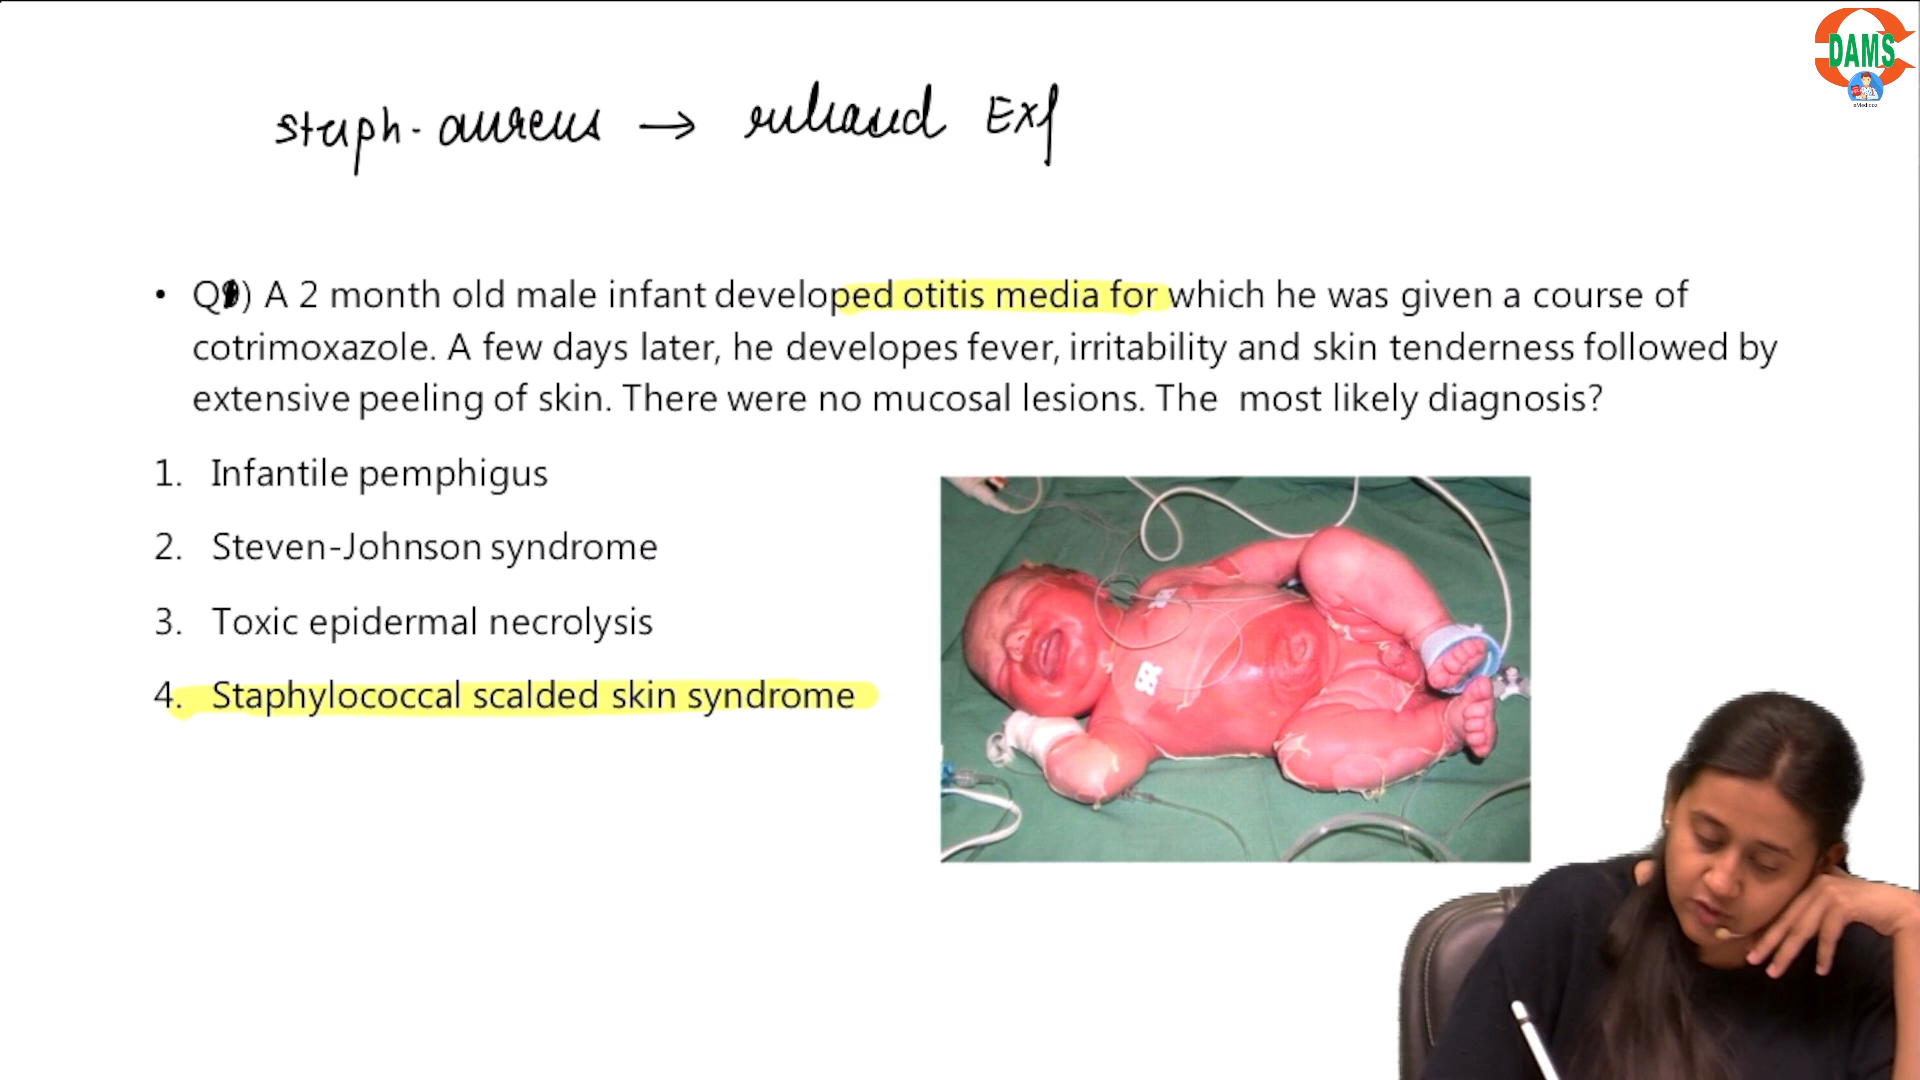 DAMS
eMedicoz
staph. aureus → released Exf
• Q) A 2 month old male infant developed otitis media for which he was given a course of
cotrimoxazole. A few days later, he developes fever, irritability and skin tenderness followed by
extensive peeling of skin. There were no mucosal lesions. The most likely diagnosis?
1. Infantile pemphigus
2. Steven-Johnson syndrome
3. Toxic epidermal necrolysis
4. Staphylococcal scalded skin syndrome